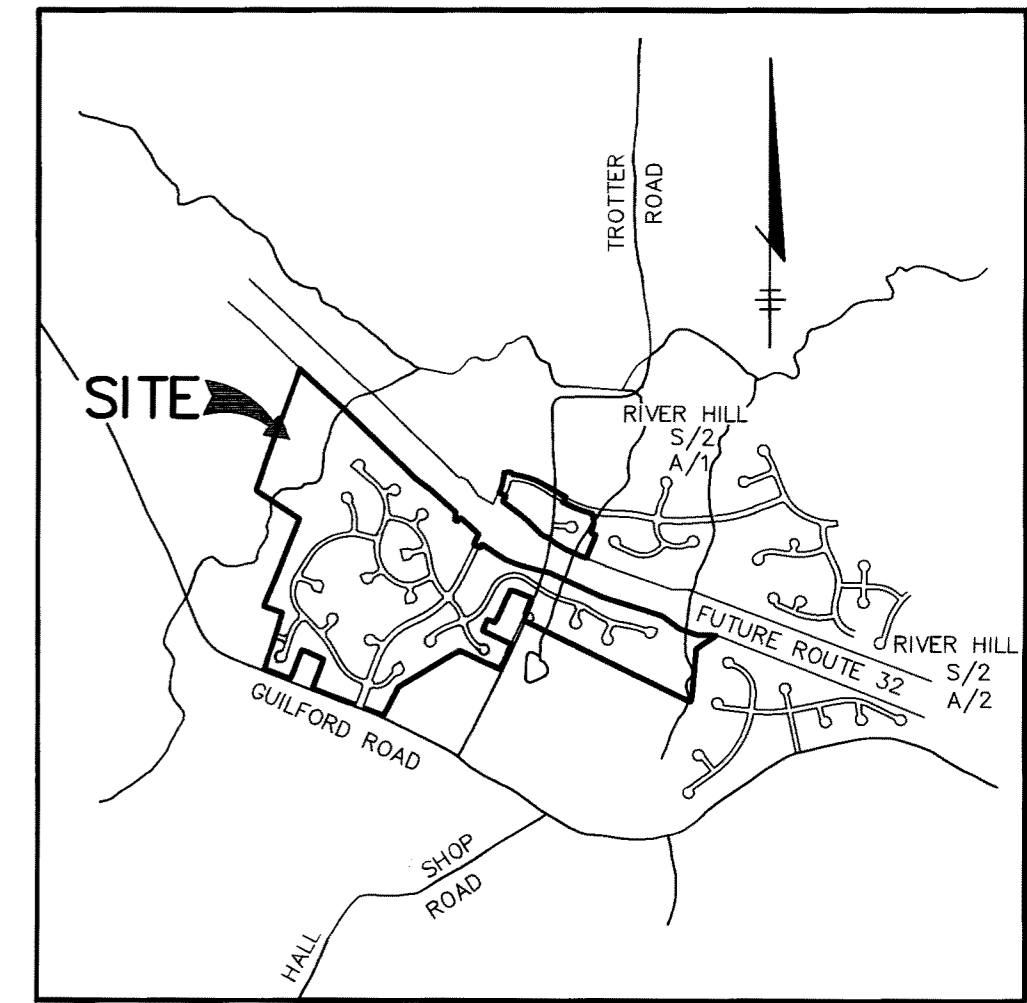 TROTTER
ROAD
SITE
RIVER HILL
S/2
A/1
FUTURE ROUTE 32
RIVER HILL
S/2
A/2
GUILFORD ROAD
SHOP
ROAD
HALL